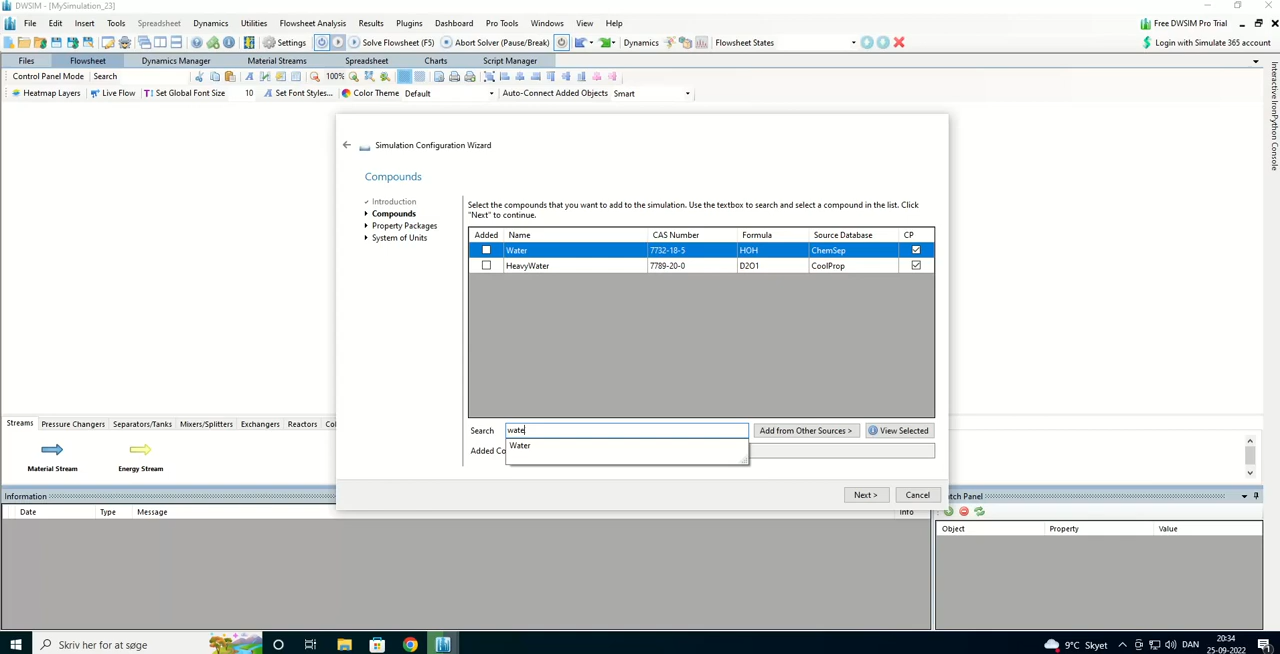 DWSIM - [MySimulation_23]
File Edit Insert Tools Spreadsheet Dynamics Utilities Flowsheet Analysis Results Plugins Dashboard Pro Tools Windows View Help Free DWSIM Pro Trial
Settings Solve Flowsheet (F5) Abort Solver (Pause/Break) Dynamics Flowsheet States Login with Simulate 365 account
Files Flowsheet Dynamics Manager Material Streams Spreadsheet Charts Script Manager
Control Panel Mode Search 100%
Heatmap Layers Live Flow Set Global Font Size 10 Set Font Styles... Color Theme Default Auto-Connect Added Objects Smart
Interactive IronPython Console
Simulation Configuration Wizard
Compounds
Introduction
Compounds
Property Packages
System of Units
Select the compounds that you want to add to the simulation. Use the textbox to search and select a compound in the list. Click
"Next" to continue.
Added Name CAS Number Formula Source Database CP
Water 7732-18-5 HOH ChemSep
HeavyWater 7789-20-0 D2O1 CoolProp
Search wate Add from Other Sources > View Selected
Water
Added Co
Next > Cancel
Streams Pressure Changers Separators/Tanks Mixers/Splitters Exchangers Reactors Col
Material Stream Energy Stream
Information
Date Type Message Info
atch Panel
Object Property Value
Skriv her for at søge
9°C Skyet DAN 20:34
25-09-2022
1